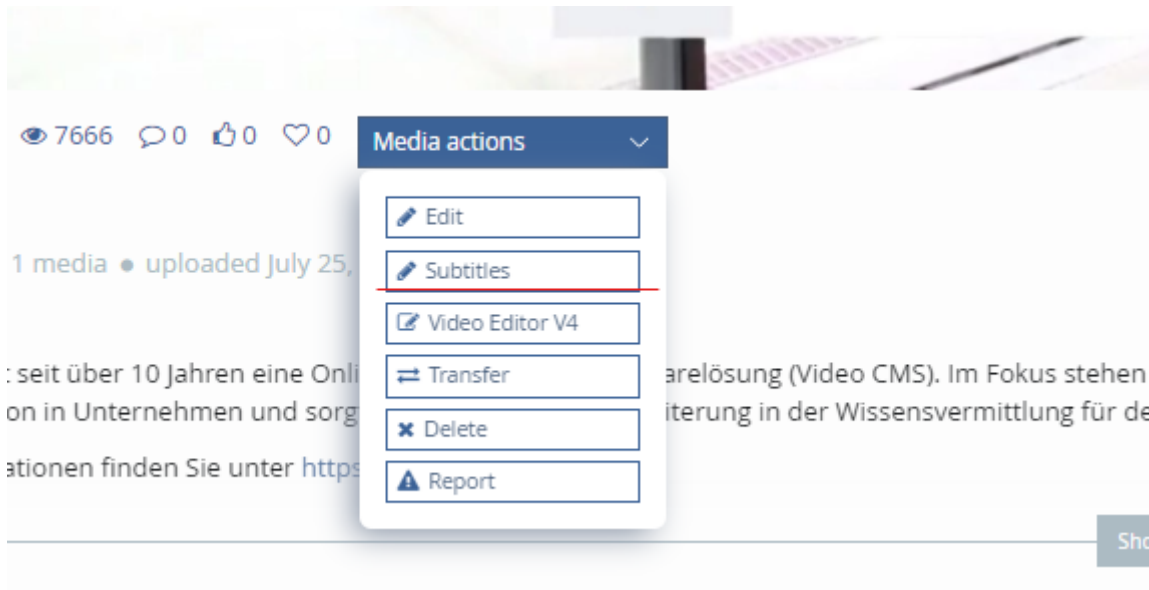 7666 0 0 0 Media actions
Edit
1 media ● uploaded July 25,
Subtitles
Video Editor V4
seit über 10 Jahren eine Onli
Transfer
arelösung (Video CMS). Im Fokus stehen
on in Unternehmen und sorg
iterung in der Wissensvermittlung für de
Delete
ationen finden Sie unter https
Report
Sho